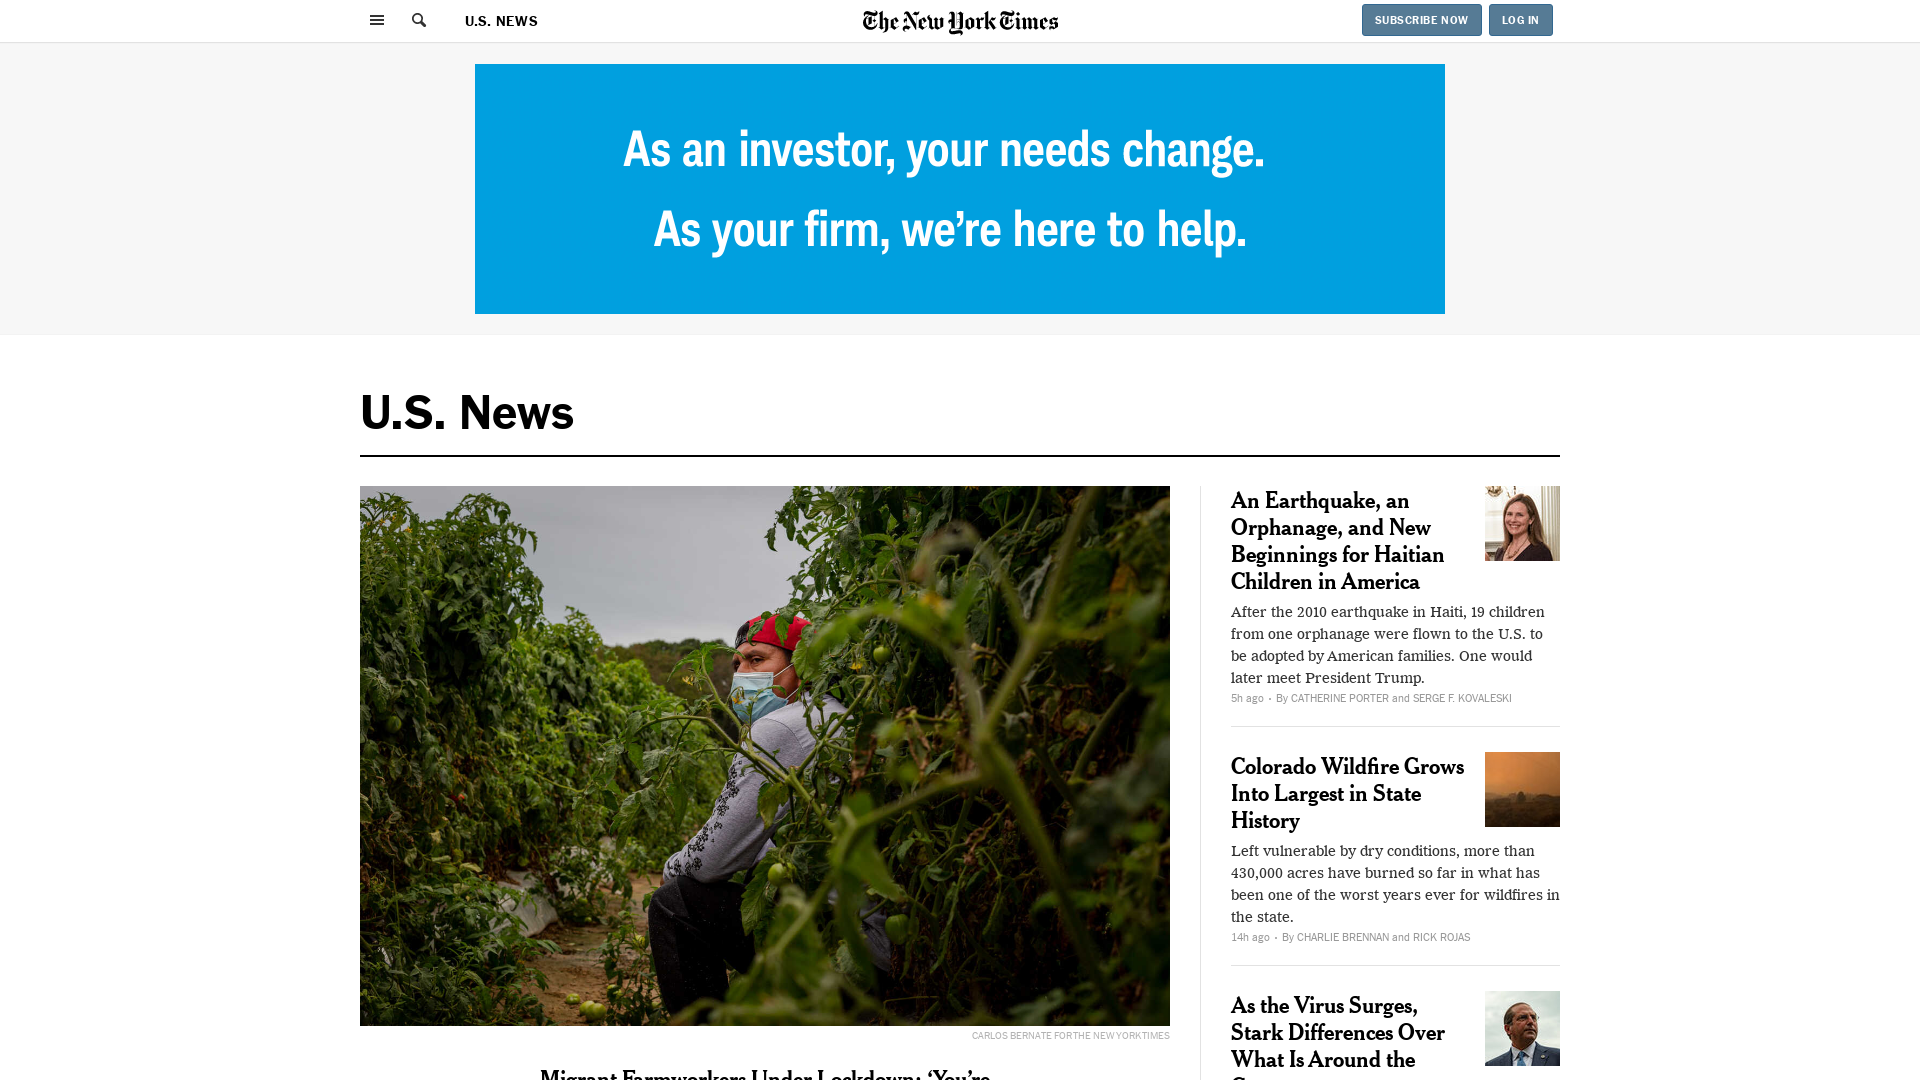 U.S. NEWS
The New York Times
SUBSCRIBE NOW
LOG IN
As an investor, your needs change.
As your firm, we’re here to help.
U.S. News
CARLOS BERNATE FOR THE NEW YORK TIMES
Migrant Farmworkers Under Lockdown: ‘You’re
An Earthquake, an
Orphanage, and New
Beginnings for Haitian
Children in America
After the 2010 earthquake in Haiti, 19 children
from one orphanage were flown to the U.S. to
be adopted by American families. One would
later meet President Trump.
5h ago • By CATHERINE PORTER and SERGE F. KOVALESKI
Colorado Wildfire Grows
Into Largest in State
History
Left vulnerable by dry conditions, more than
430,000 acres have burned so far in what has
been one of the worst years ever for wildfires in
the state.
14h ago • By CHARLIE BRENNAN and RICK ROJAS
As the Virus Surges,
Stark Differences Over
What Is Around the